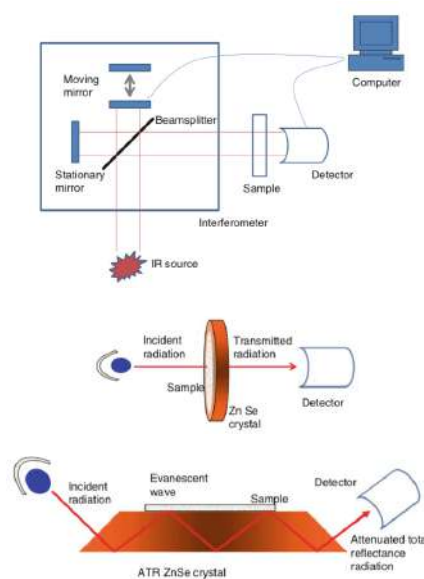 Moving
mirror
Computer
Beamsplitter
Stationary
mirror
Sample
Detector
Interferometer
IR source
Incident
radiation
Transmitted
radiation
Sample
Zn Se
crystal
Detector
Incident
radiation
Evanescent
wave
Sample
Detector
Attenuated total
reflectance
radiation
ATR ZnSe crystal